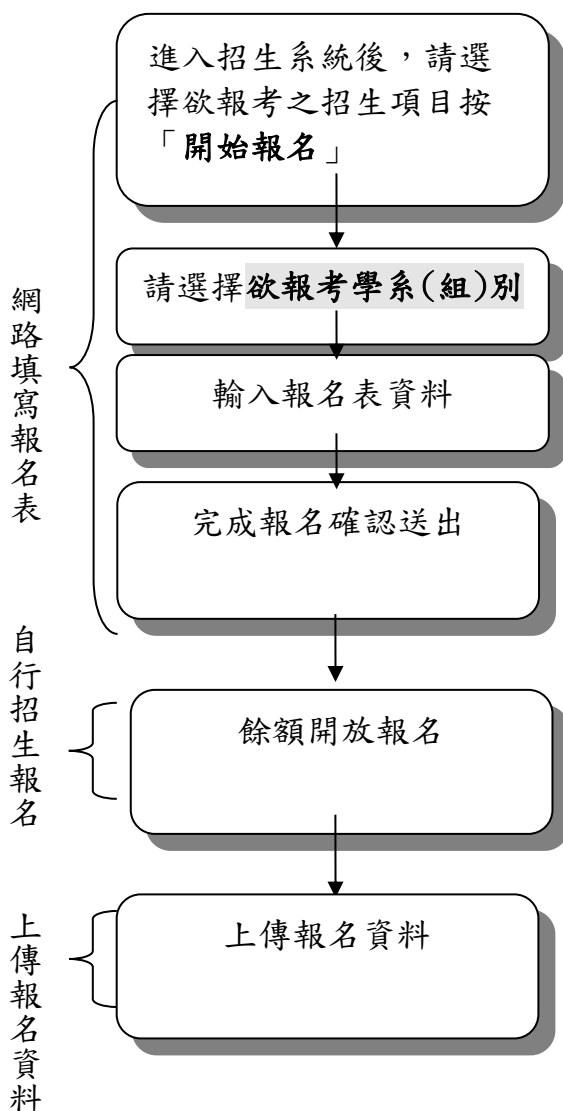 進入招生系統後，請選
擇欲報考之招生項目按
「開始報名」
請選擇欲報考學系(組)別
輸入報名表資料
完成報名確認送出
網路填寫報名表
餘額開放報名
自行招生報名
上傳報名資料
上傳報名資料